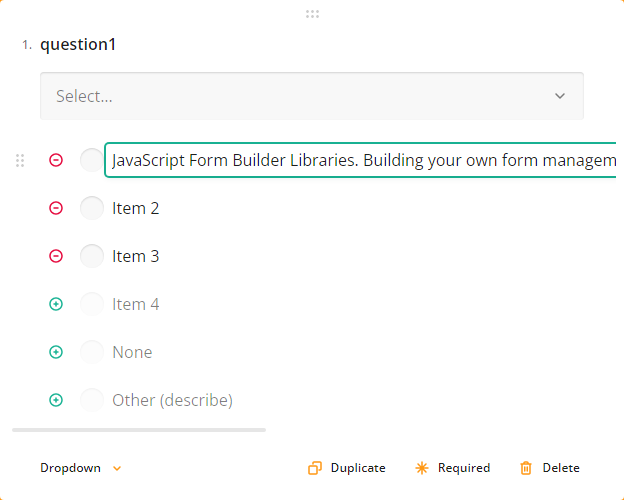 1. question1
Select...
JavaScript Form Builder Libraries. Building your own form managem
Item 2
Item 3
Item 4
None
Other (describe)
Dropdown Duplicate Required Delete